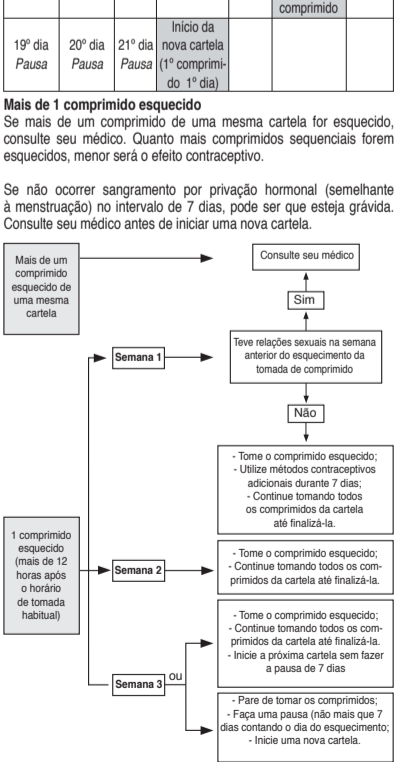 comprimido
19º dia
Pausa
20º dia
Pausa
21º dia
Pausa
Início da
nova cartela
(1º comprimi-
do 1º dia)
Mais de 1 comprimido esquecido
Se mais de um comprimido de uma mesma cartela for esquecido,
consulte seu médico. Quanto mais comprimidos sequenciais forem
esquecidos, menor será o efeito contraceptivo.
Se não ocorrer sangramento por privação hormonal (semelhante
à menstruação) no intervalo de 7 dias, pode ser que esteja grávida.
Consulte seu médico antes de iniciar uma nova cartela.
Mais de um
comprimido
esquecido de
uma mesma
cartela
Consulte seu médico
Sim
Semana 1
Teve relações sexuais na semana
anterior do esquecimento da
tomada de comprimido
Não
- Tome o comprimido esquecido;
- Utilize métodos contraceptivos
adicionais durante 7 dias;
- Continue tomando todos
os comprimidos da cartela
até finalizá-la.
1 comprimido
esquecido
(mais de 12
horas após
o horário
de tomada
habitual)
Semana 2
- Tome o comprimido esquecido;
- Continue tomando todos os com-
primidos da cartela até finalizá-la.
Semana 3
ou
- Tome o comprimido esquecido;
- Continue tomando todos os com-
primidos da cartela até finalizá-la.
- Inicie a próxima cartela sem fazer
a pausa de 7 dias
- Pare de tomar os comprimidos;
- Faça uma pausa (não mais que 7
dias contando o dia do esquecimento;
- Inicie uma nova cartela.